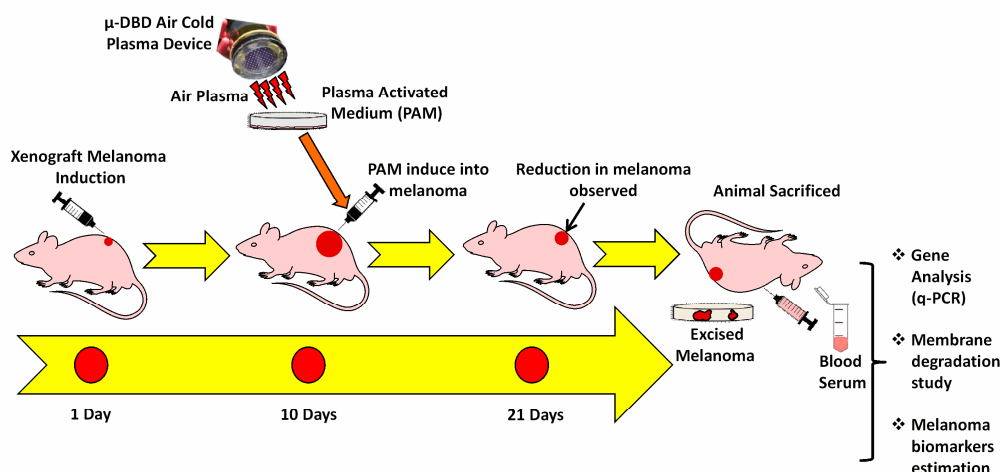 μ-DBD Air Cold
Plasma Device
Air Plasma
Plasma Activated
Medium (PAM)
Xenograft Melanoma
Induction
PAM induce into
melanoma
Reduction in melanoma
observed
Animal Sacrificed
Excised
Melanoma
Blood
Serum
❖ Gene
Analysis
(q-PCR)
❖ Membrane
degradation
study
❖ Melanoma
biomarkers
estimation
1 Day
10 Days
21 Days